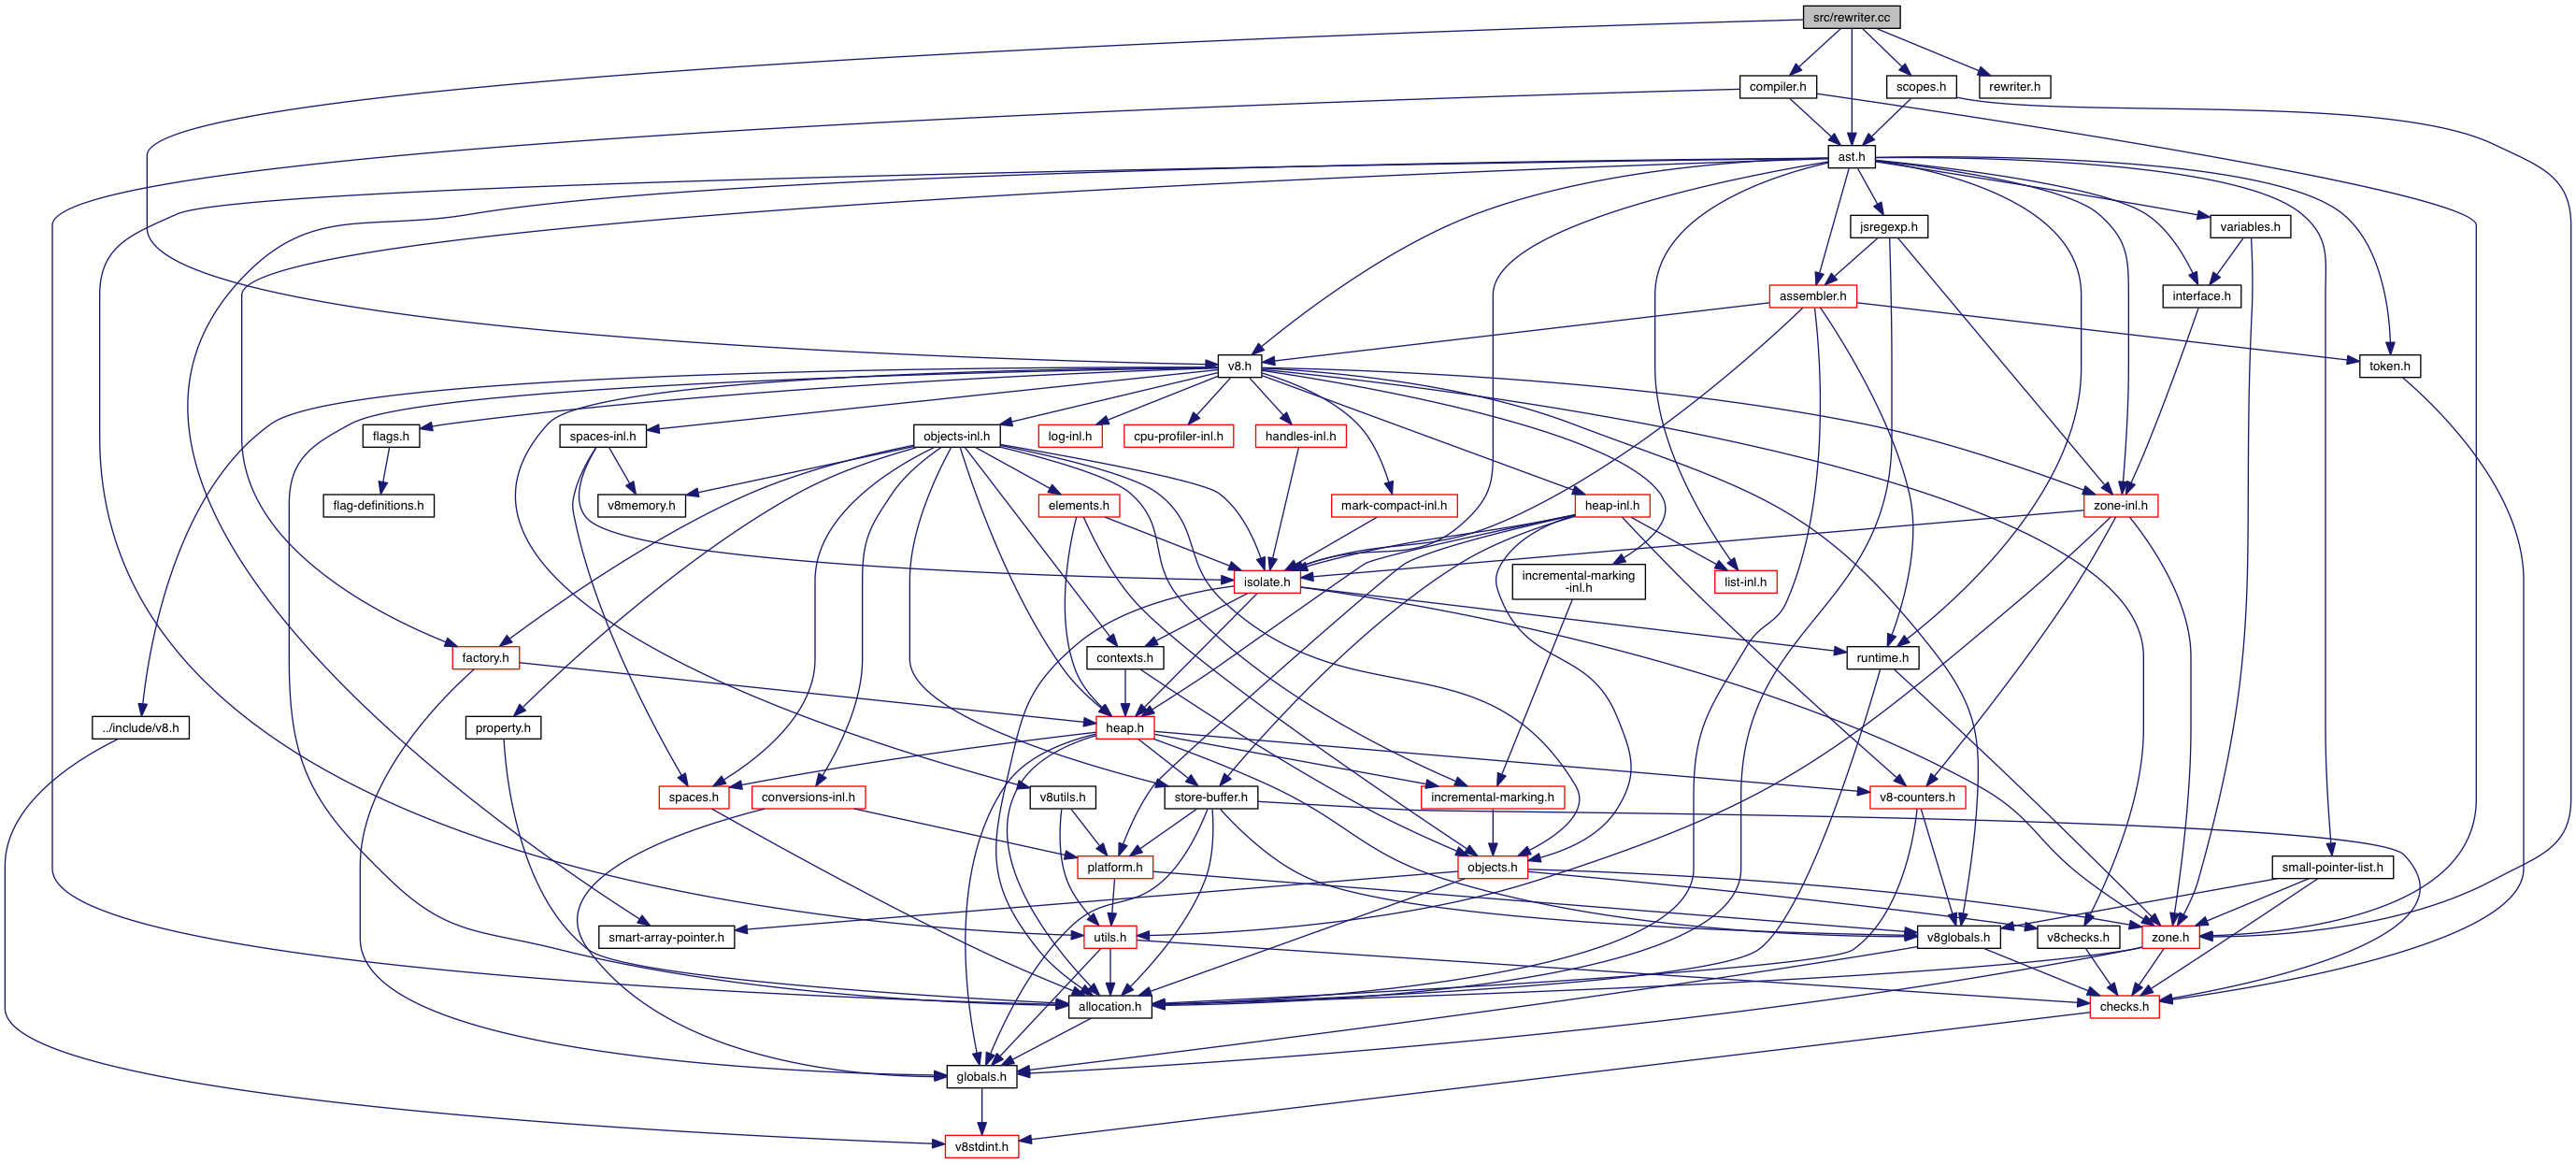 src/rewriter.cc
compiler.h
scopes.h
rewriter.h
ast.h
jsregexp.h
variables.h
assembler.h
interface.h
v8.h
token.h
flags.h
spaces-inl.h
objects-inl.h
log-inl.h
cpu-profiler-inl.h
handles-inl.h
flag-definitions.h
v8memory.h
elements.h
mark-compact-inl.h
heap-inl.h
zone-inl.h
isolate.h
incremental-marking
-inl.h
list-inl.h
factory.h
contexts.h
runtime.h
../include/v8.h
property.h
heap.h
spaces.h
conversions-inl.h
v8utils.h
store-buffer.h
incremental-marking.h
v8-counters.h
platform.h
objects.h
small-pointer-list.h
smart-array-pointer.h
utils.h
v8globals.h
v8checks.h
zone.h
allocation.h
checks.h
globals.h
v8stdint.h